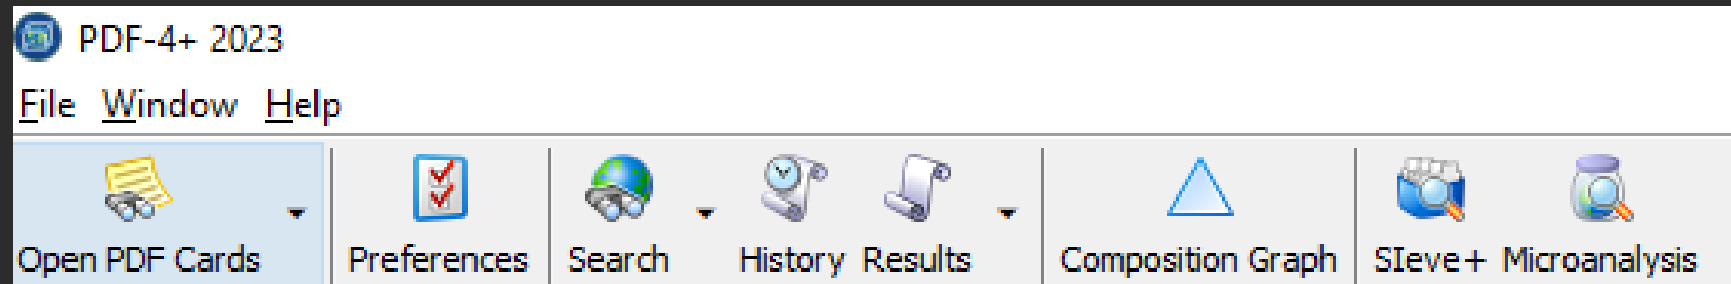 PDF-4+ 2023
File Window Help
Open PDF Cards Preferences Search History Results Composition Graph SIeve+ Microanalysis